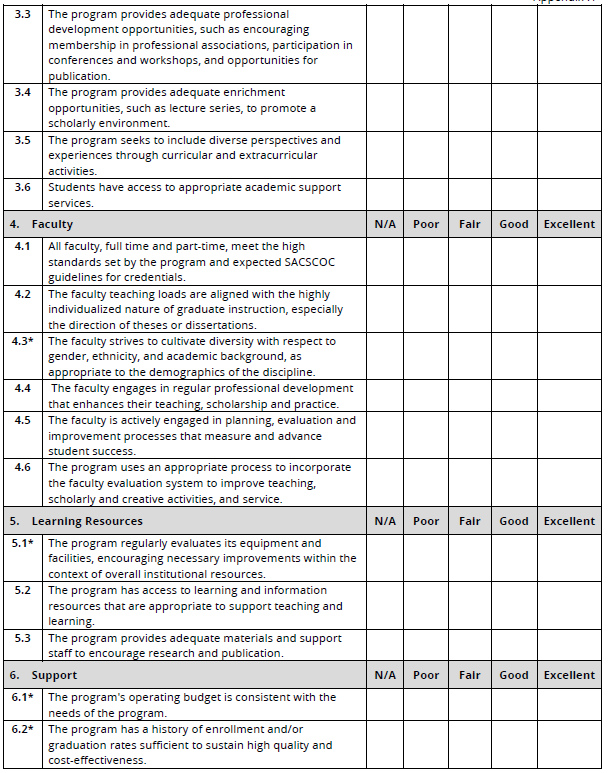 3.3 The program provides adequate professional
development opportunities, such as encouraging
membership in professional associations, participation in
conferences and workshops, and opportunities for
publication.
3.4 The program provides adequate enrichment
opportunities, such as lecture series, to promote a
scholarly environment.
3.5 The program seeks to include diverse perspectives and
experiences through curricular and extracurricular
activities.
3.6 Students have access to appropriate academic support
services.
4. Faculty N/A Poor Fair Good Excellent
4.1 All faculty, full time and part-time, meet the high
standards set by the program and expected SACSCOC
guidelines for credentials.
4.2 The faculty teaching loads are aligned with the highly
individualized nature of graduate instruction, especially
the direction of theses or dissertations.
4.3* The faculty strives to cultivate diversity with respect to
gender, ethnicity, and academic background, as
appropriate to the demographics of the discipline.
4.4 The faculty engages in regular professional development
that enhances their teaching, scholarship and practice.
4.5 The faculty is actively engaged in planning, evaluation and
improvement processes that measure and advance
student success.
4.6 The program uses an appropriate process to incorporate
the faculty evaluation system to improve teaching,
scholarly and creative activities, and service.
5. Learning Resources N/A Poor Fair Good Excellent
5.1* The program regularly evaluates its equipment and
facilities, encouraging necessary improvements within the
context of overall institutional resources.
5.2 The program has access to learning and information
resources that are appropriate to support teaching and
learning.
5.3 The program provides adequate materials and support
staff to encourage research and publication.
6. Support N/A Poor Fair Good Excellent
6.1* The program's operating budget is consistent with the
needs of the program.
6.2* The program has a history of enrollment and/or
graduation rates sufficient to sustain high quality and
cost-effectiveness.